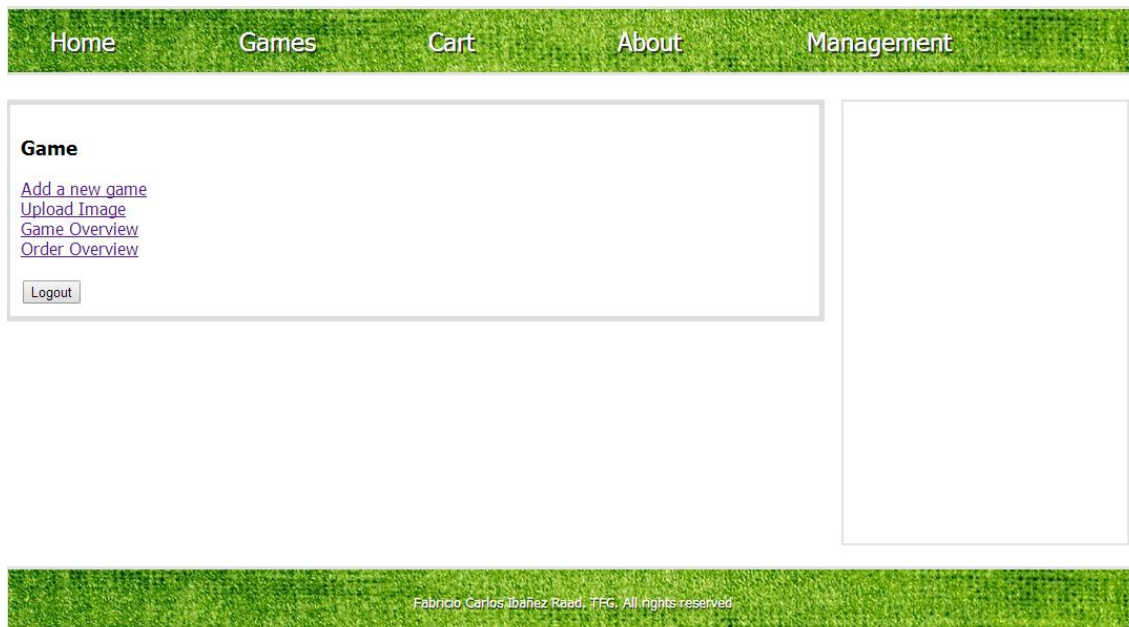 Home Games Cart About Management
Game
Add a new game
Upload Image
Game Overview
Order Overview
Logout
Fabricio Carlos Ibañez Raad. TFG. All rights reserved